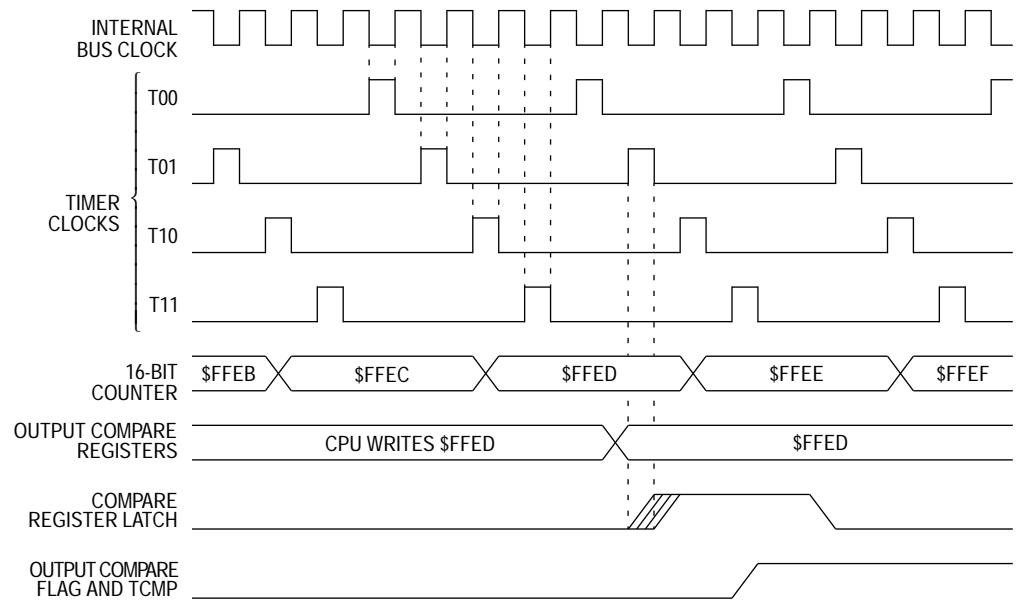 INTERNAL
BUS CLOCK
T00
T01
TIMER
CLOCKS
T10
T11
16-BIT
COUNTER
$FFEB
$FFEC
$FFED
$FFEE
$FFEF
OUTPUT COMPARE
REGISTERS
CPU WRITES $FFED
$FFED
COMPARE
REGISTER LATCH
OUTPUT COMPARE
FLAG AND TCMP